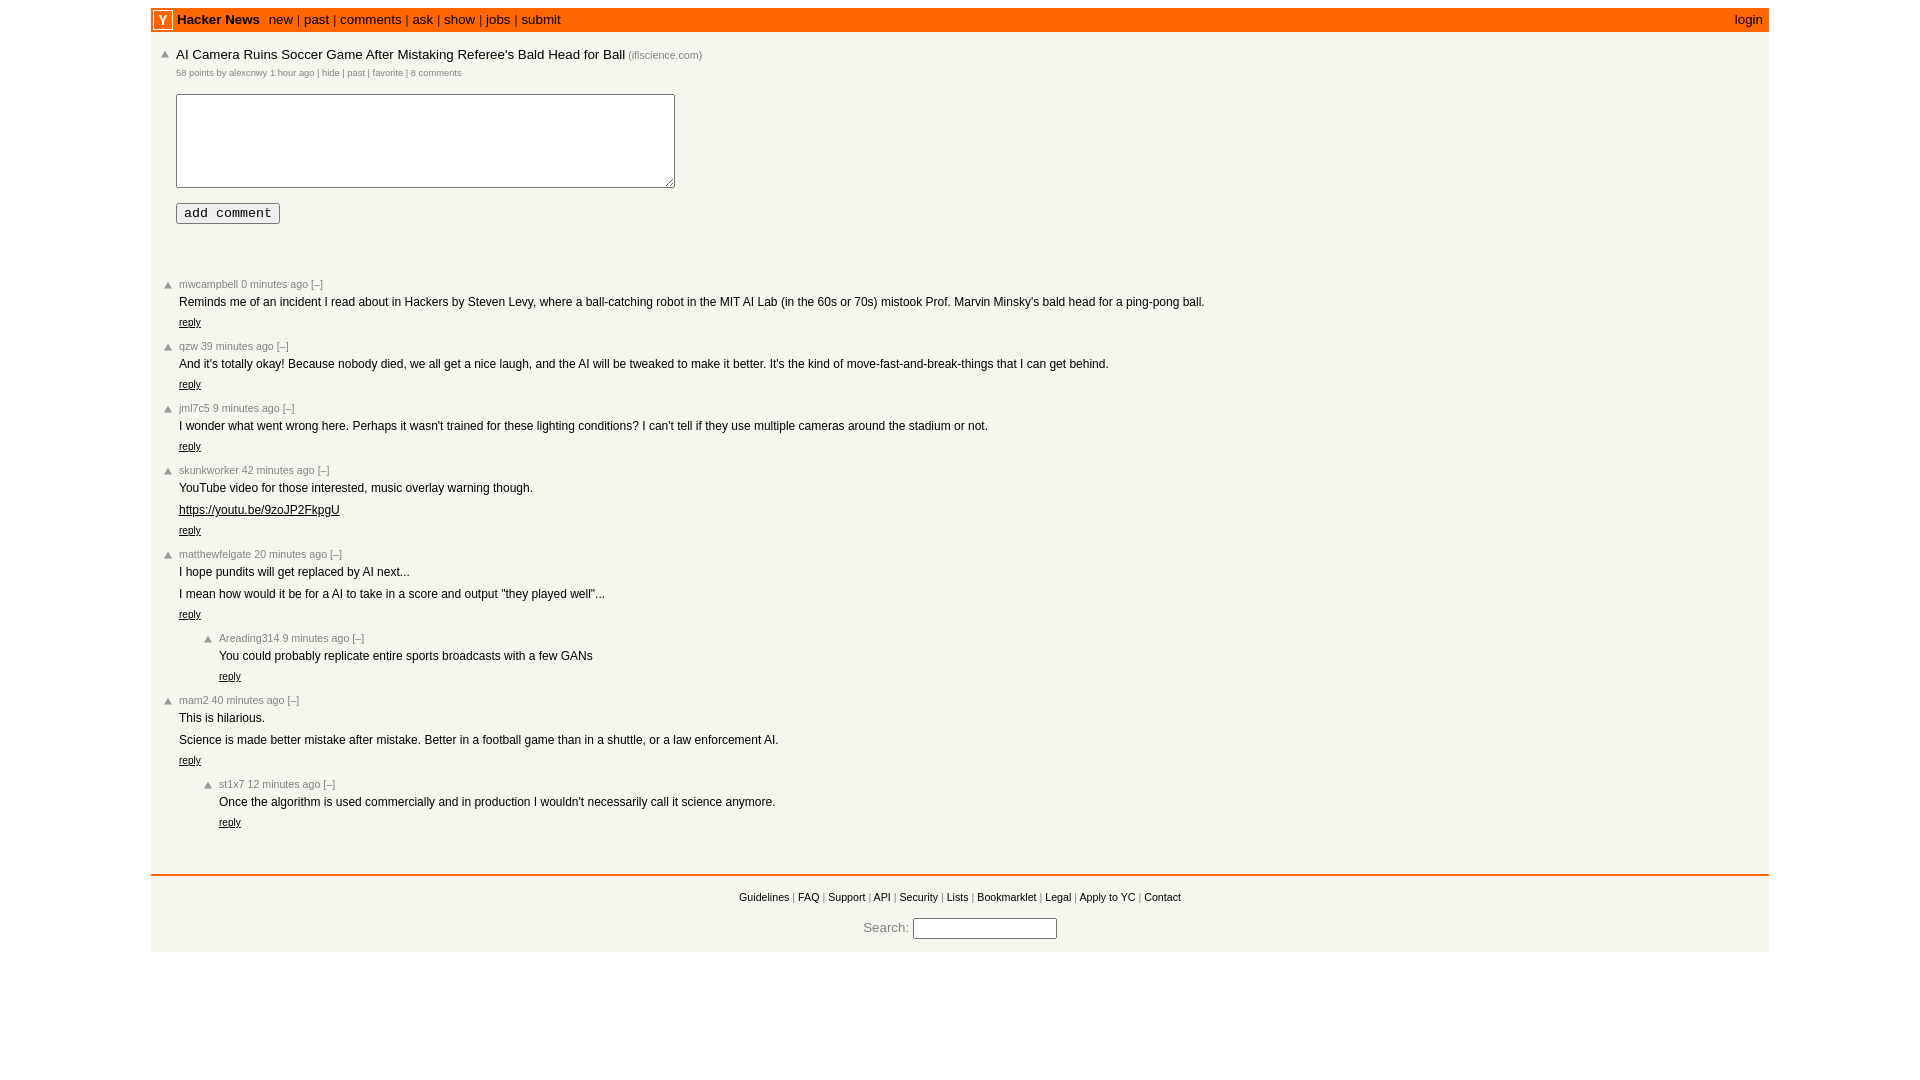 Y Hacker News new | past | comments | ask | show | jobs | submit login
AI Camera Ruins Soccer Game After Mistaking Referee's Bald Head for Ball (iflscience.com)
58 points by alexcnwy 1 hour ago | hide | past | favorite | 8 comments
add comment
mwcampbell 0 minutes ago [–]
Reminds me of an incident I read about in Hackers by Steven Levy, where a ball-catching robot in the MIT AI Lab (in the 60s or 70s) mistook Prof. Marvin Minsky's bald head for a ping-pong ball.
reply
qzw 39 minutes ago [–]
And it's totally okay! Because nobody died, we all get a nice laugh, and the AI will be tweaked to make it better. It's the kind of move-fast-and-break-things that I can get behind.
reply
jml7c5 9 minutes ago [–]
I wonder what went wrong here. Perhaps it wasn't trained for these lighting conditions? I can't tell if they use multiple cameras around the stadium or not.
reply
skunkworker 42 minutes ago [–]
YouTube video for those interested, music overlay warning though.
https://youtu.be/9zoJP2FkpgU
reply
matthewfelgate 20 minutes ago [–]
I hope pundits will get replaced by AI next...
I mean how would it be for a AI to take in a score and output "they played well"...
reply
Areading314 9 minutes ago [–]
You could probably replicate entire sports broadcasts with a few GANs
reply
mam2 40 minutes ago [–]
This is hilarious.
Science is made better mistake after mistake. Better in a football game than in a shuttle, or a law enforcement AI.
reply
st1x7 12 minutes ago [–]
Once the algorithm is used commercially and in production I wouldn't necessarily call it science anymore.
reply
Guidelines | FAQ | Support | API | Security | Lists | Bookmarklet | Legal | Apply to YC | Contact
Search: